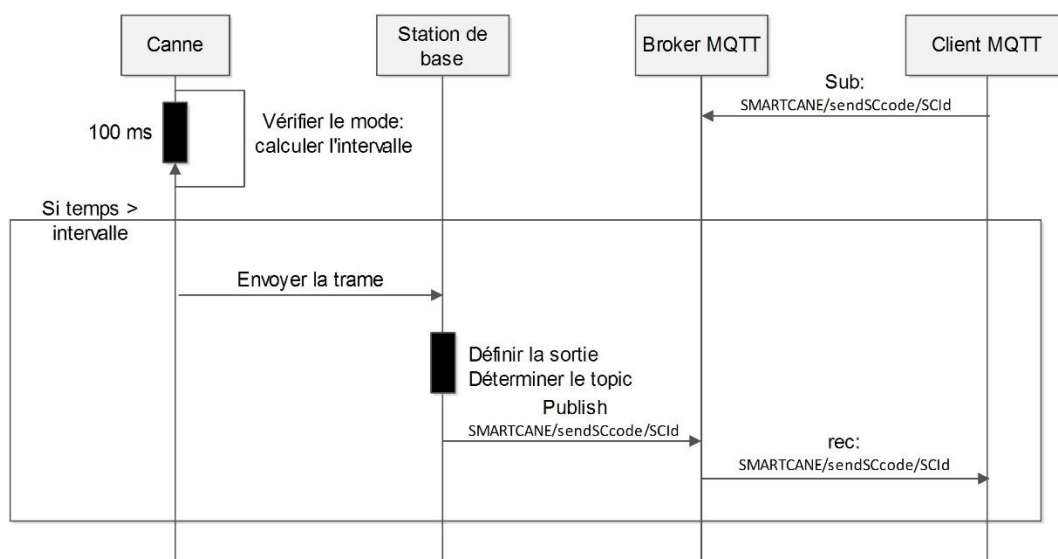 Canne
Station de
base
Broker MQTT
Client MQTT
Sub:
SMARTCANE/sendSCcode/SCId
100 ms
Vérifier le mode:
calculer l'intervalle
Si temps >
intervalle
Envoyer la trame
Définir la sortie
Déterminer le topic
Publish
SMARTCANE/sendSCcode/SCId
rec:
SMARTCANE/sendSCcode/SCId